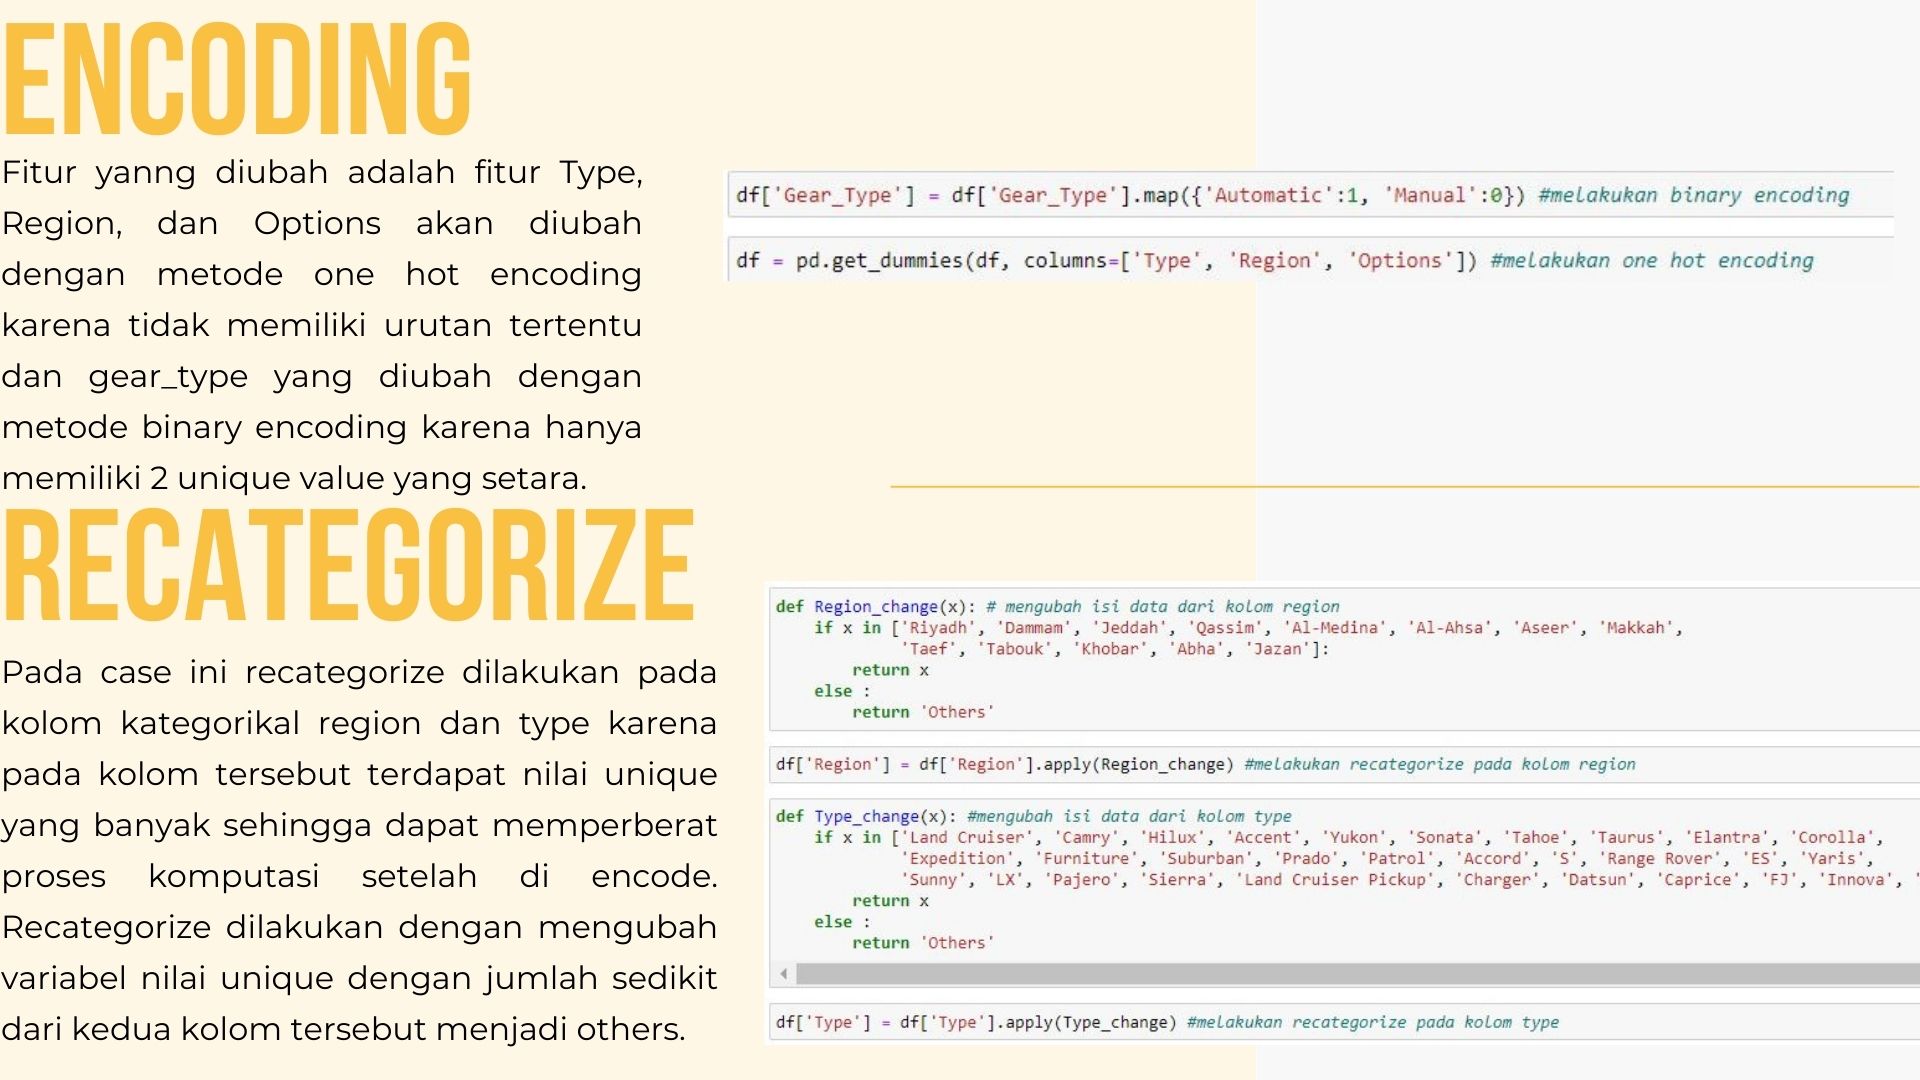 ENCODING
Fitur yanng diubah adalah fitur Type,
Region, dan Options akan diubah
dengan metode one hot encoding
karena tidak memiliki urutan tertentu
dan gear_type yang diubah dengan
metode binary encoding karena hanya
memiliki 2 unique value yang setara.
df['Gear_Type'] = df['Gear_Type'].map({'Automatic':1, 'Manual':0}) #melakukan binary encoding
df = pd.get_dummies(df, columns=['Type', 'Region', 'Options']) #melakukan one hot encoding
RECATEGORIZE
Pada case ini recategorize dilakukan pada
kolom kategorikal region dan type karena
pada kolom tersebut terdapat nilai unique
yang banyak sehingga dapat memperberat
proses komputasi setelah di encode.
Recategorize dilakukan dengan mengubah
variabel nilai unique dengan jumlah sedikit
dari kedua kolom tersebut menjadi others.
def Region_change(x): # mengubah isi data dari kolom region
if x in ['Riyadh', 'Dammam', 'Jeddah', 'Qassim', 'Al-Medina', 'Al-Ahsa', 'Aseer', 'Makkah',
'Taef', 'Tabouk', 'Khobar', 'Abha', 'Jazan']:
return x
else :
return 'Others'
df['Region'] = df['Region'].apply(Region_change) #melakukan recategorize pada kolom region
def Type_change(x): #mengubah isi data dari kolom type
if x in ['Land Cruiser', 'Camry', 'Hilux', 'Accent', 'Yukon', 'Sonata', 'Tahoe', 'Taurus', 'Elantra', 'Corolla',
'Expedition', 'Furniture', 'Suburban', 'Prado', 'Patrol', 'Accord', 'S', 'Range Rover', 'ES', 'Yaris',
'Sunny', 'LX', 'Pajero', 'Sierra', 'Land Cruiser Pickup', 'Charger', 'Datsun', 'Caprice', 'FJ', 'Innova', '
return x
else :
return 'Others'
df['Type'] = df['Type'].apply(Type_change) #melakukan recategorize pada kolom type